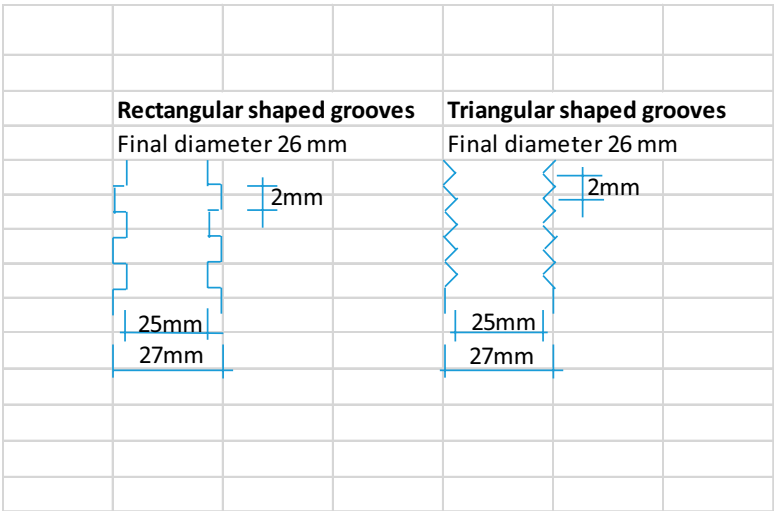 Rectangular shaped grooves
Triangular shaped grooves
Final diameter 26 mm
Final diameter 26 mm
2mm
2mm
25mm
25mm
27mm
27mm